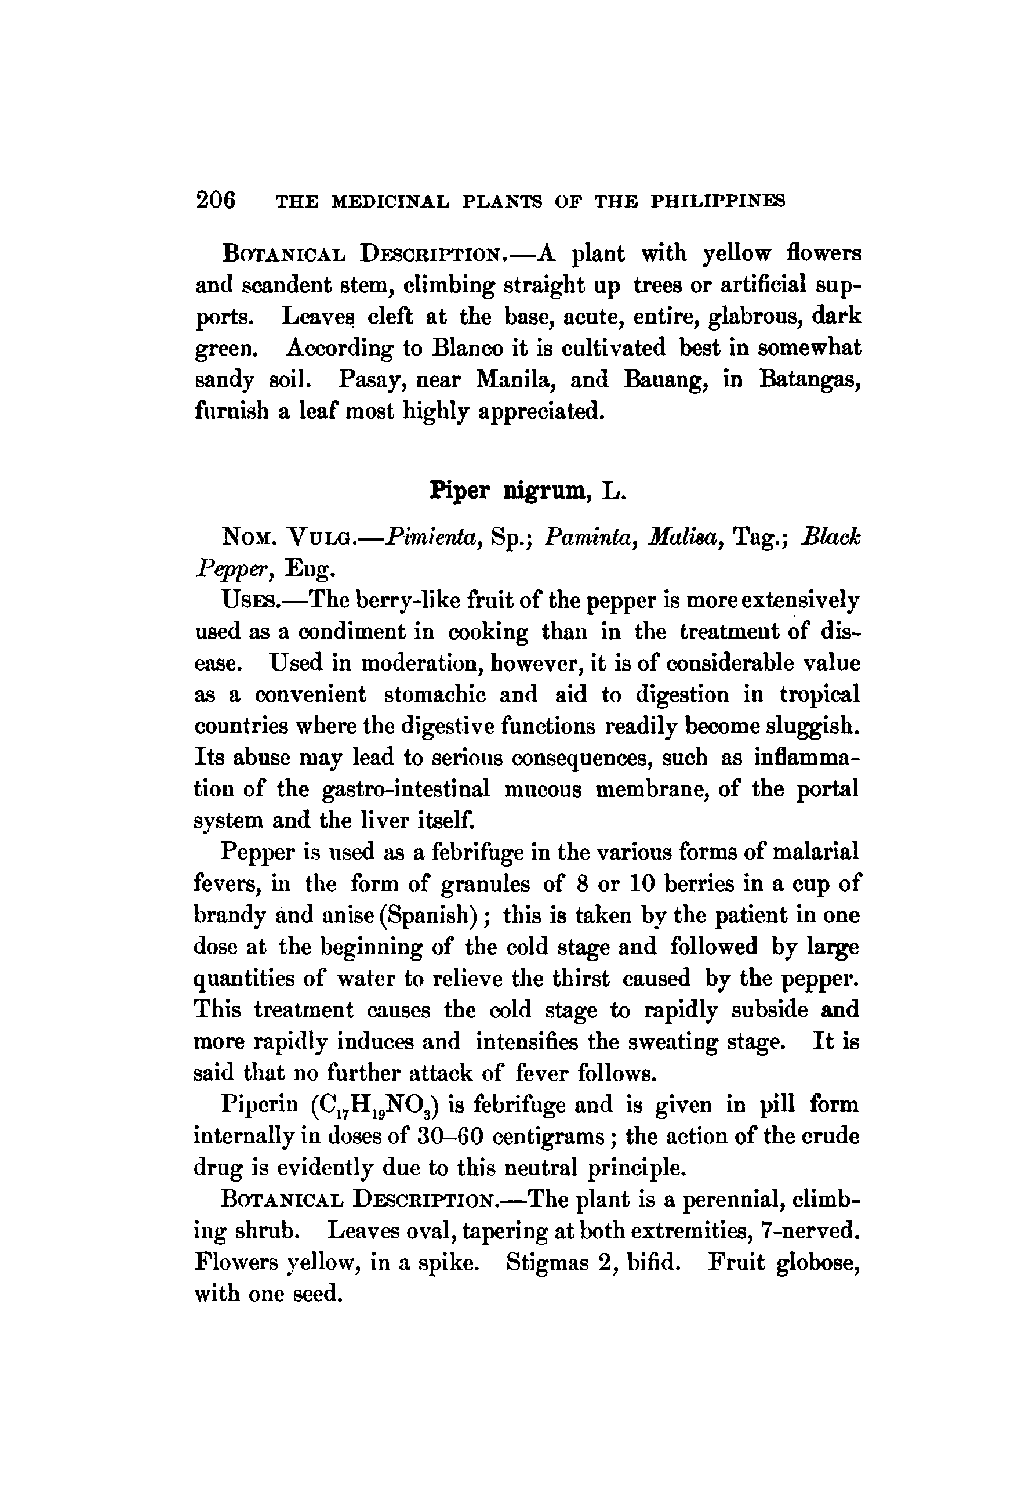 206 THE MEDICINAL PLANTS OF THE PHILIPPINES
BOTANICAL DESCRIPTION.—A plant with yellow flowers
and scandent stem, climbing straight up trees or artificial sup-
ports. Leaves cleft at the base, acute, entire, glabrous, dark
green. According to Blanco it is cultivated best in somewhat
sandy soil. Pasay, near Manila, and Bauang, in Batangas,
furnish a leaf most highly appreciated.
Piper nigrum, L.
NOM. VULG.—Pimienta, Sp.; Paminta, Malisa, Tag.; Black
Pepper, Eng.
USES.—The berry-like fruit of the pepper is more extensively
used as a condiment in cooking than in the treatment of dis-
ease. Used in moderation, however, it is of considerable value
as a convenient stomachic and aid to digestion in tropical
countries where the digestive functions readily become sluggish.
Its abuse may lead to serious consequences, such as inflamma-
tion of the gastro-intestinal mucous membrane, of the portal
system and the liver itself.
Pepper is used as a febrifuge in the various forms of malarial
fevers, in the form of granules of 8 or 10 berries in a cup of
brandy and anise (Spanish); this is taken by the patient in one
dose at the beginning of the cold stage and followed by large
quantities of water to relieve the thirst caused by the pepper.
This treatment causes the cold stage to rapidly subside and
more rapidly induces and intensifies the sweating stage. It is
said that no further attack of fever follows.
Piperin (C₁₇H₁₉NO₃) is febrifuge and is given in pill form
internally in doses of 30–60 centigrams; the action of the crude
drug is evidently due to this neutral principle.
BOTANICAL DESCRIPTION.—The plant is a perennial, climb-
ing shrub. Leaves oval, tapering at both extremities, 7-nerved.
Flowers yellow, in a spike. Stigmas 2, bifid. Fruit globose,
with one seed.